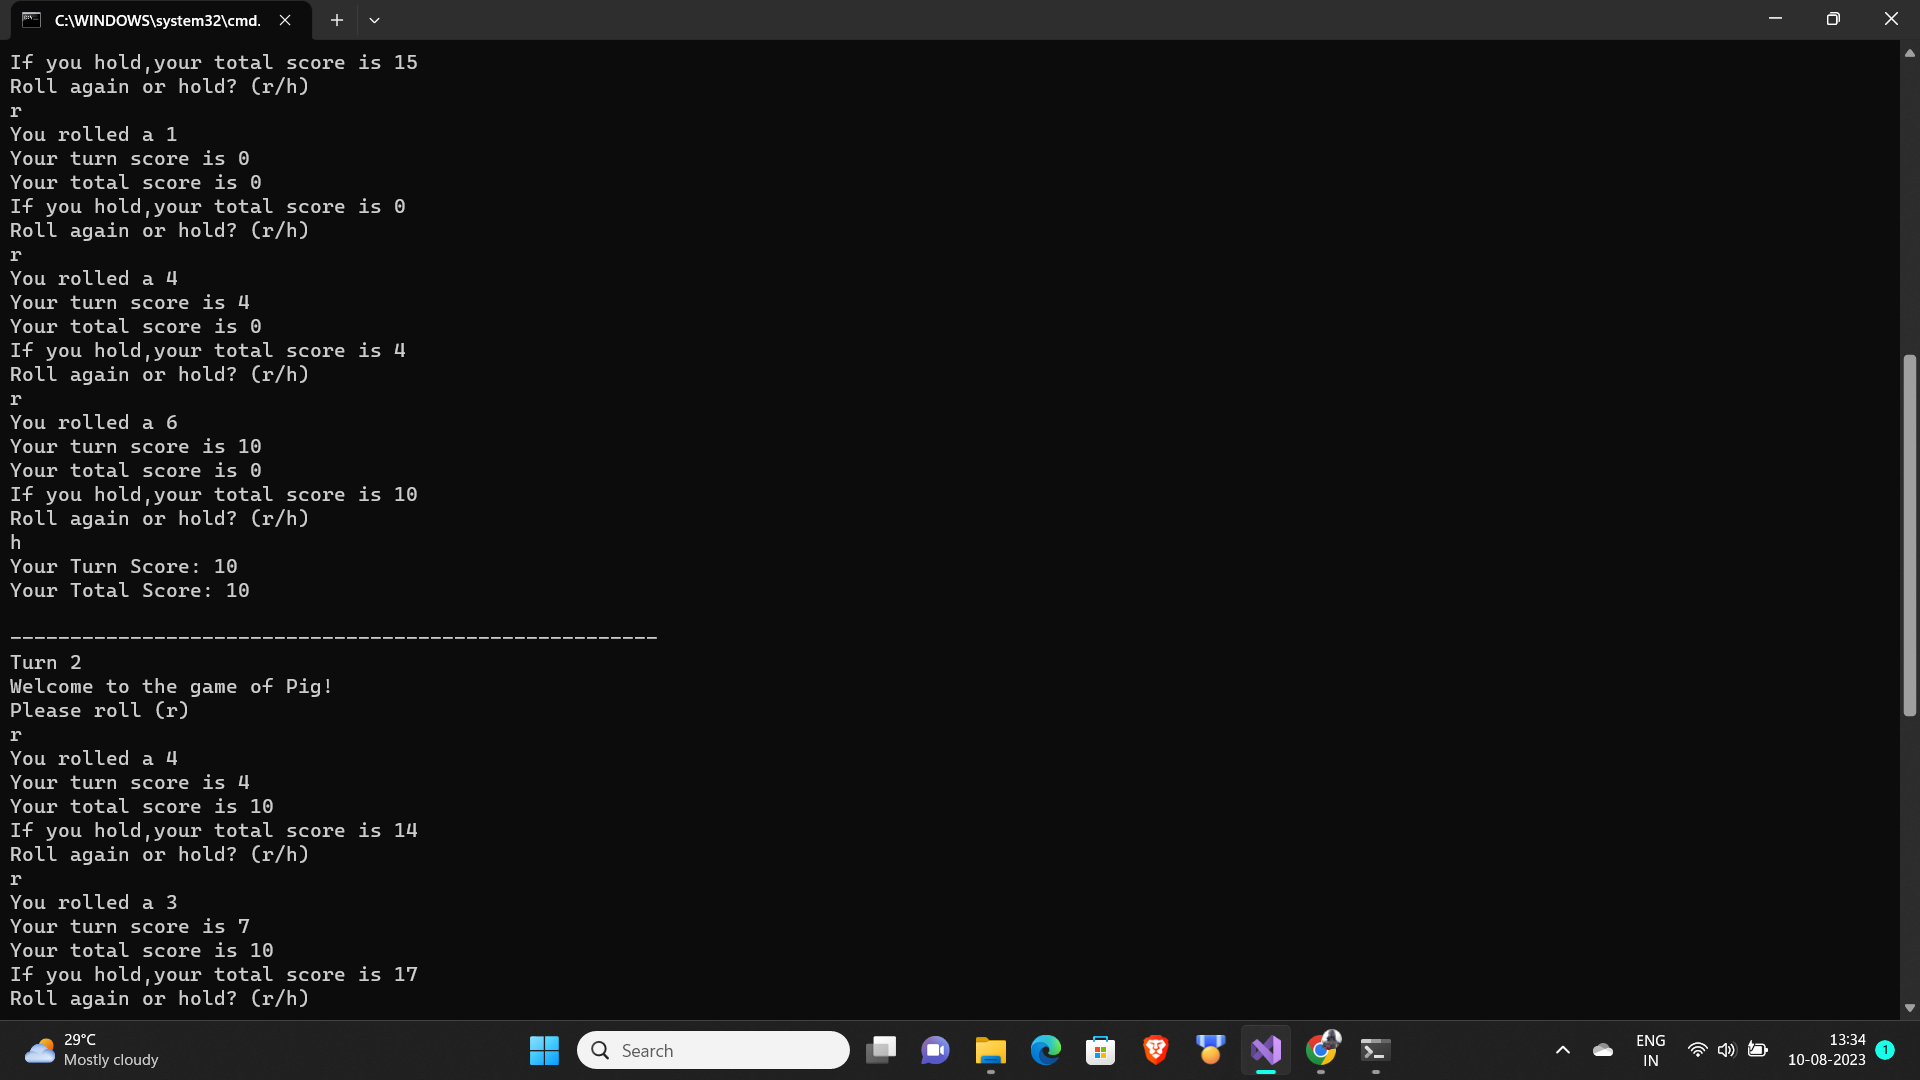 C:\WINDOWS\system32\cmd.
If you hold,your total score is 15
Roll again or hold? (r/h)
r
You rolled a 1
Your turn score is 0
Your total score is 0
If you hold,your total score is 0
Roll again or hold? (r/h)
r
You rolled a 4
Your turn score is 4
Your total score is 0
If you hold,your total score is 4
Roll again or hold? (r/h)
r
You rolled a 6
Your turn score is 10
Your total score is 0
If you hold,your total score is 10
Roll again or hold? (r/h)
h
Your Turn Score: 10
Your Total Score: 10
------------------------------------------------------
Turn 2
Welcome to the game of Pig!
Please roll (r)
r
You rolled a 4
Your turn score is 4
Your total score is 10
If you hold,your total score is 14
Roll again or hold? (r/h)
r
You rolled a 3
Your turn score is 7
Your total score is 10
If you hold,your total score is 17
Roll again or hold? (r/h)
29°C
Mostly cloudy
Search
ENG
IN
13:34
10-08-2023
1